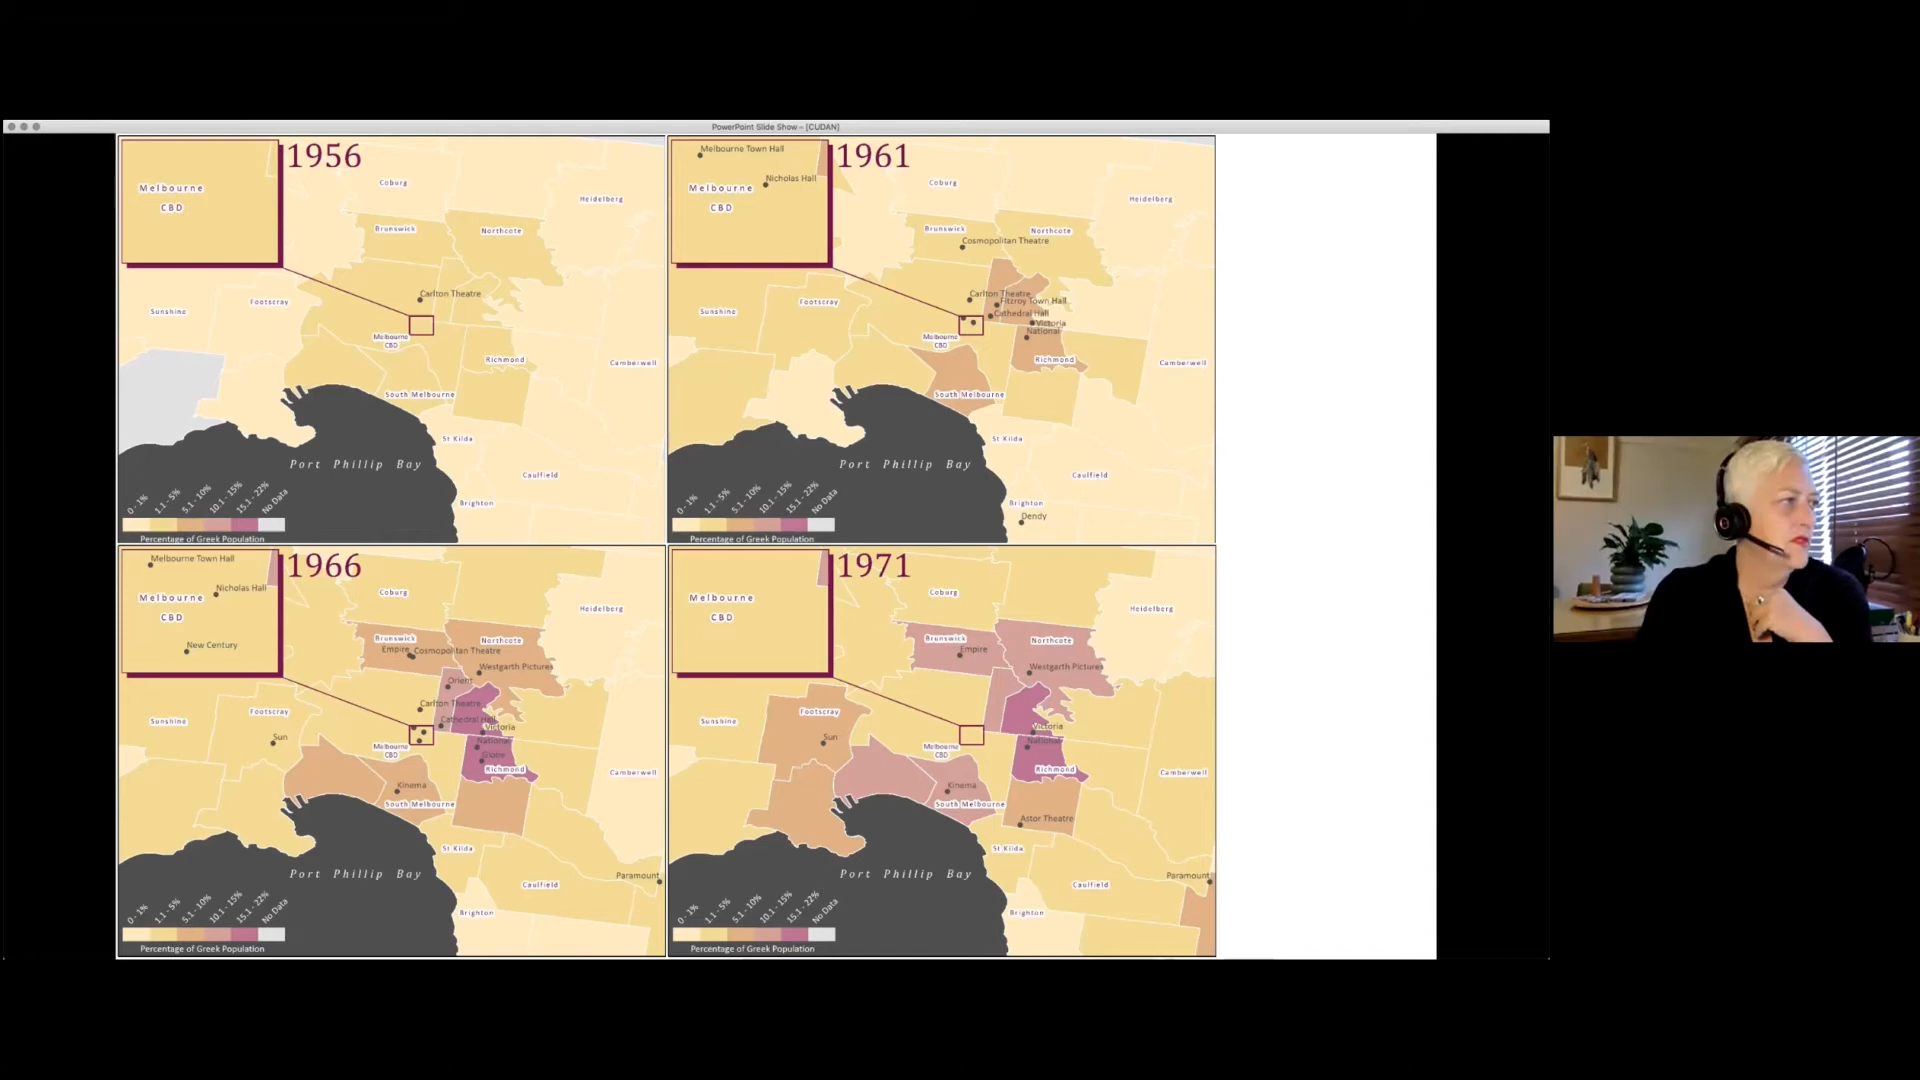 PowerPoint Slide Show - [CUDAN]
1956
Melbourne
CBD
Coburg
Heidelberg
Brunswick
Northcote
Carlton Theatre
Footscray
Sunshine
Melbourne
CBD
Richmond
Camberwell
South Melbourne
St Kilda
Port Phillip Bay
Caulfield
Brighton
0 - 1%
1.1 - 5%
5.1 - 10%
10.1 - 15%
15.1 - 22%
No Data
Percentage of Greek Population
1961
Melbourne Town Hall
Nicholas Hall
Melbourne
CBD
Coburg
Heidelberg
Brunswick
Northcote
Cosmopolitan Theatre
Carlton Theatre
Fitzroy Town Hall
Footscray
Sunshine
Cathedral Hall
Victoria
National
Melbourne
CBD
Richmond
Camberwell
South Melbourne
St Kilda
Port Phillip Bay
Caulfield
Brighton
Dendy
0 - 1%
1.1 - 5%
5.1 - 10%
10.1 - 15%
15.1 - 22%
No Data
Percentage of Greek Population
1966
Melbourne Town Hall
Nicholas Hall
Melbourne
CBD
New Century
Coburg
Heidelberg
Brunswick
Northcote
Empire
Cosmopolitan Theatre
Westgarth Pictures
Orient
Carlton Theatre
Footscray
Sunshine
Cathedral Hall
Victoria
Sun
National
Melbourne
CBD
Globe
Richmond
Camberwell
Kinema
South Melbourne
St Kilda
Port Phillip Bay
Paramount
Caulfield
Brighton
0 - 1%
1.1 - 5%
5.1 - 10%
10.1 - 15%
15.1 - 22%
No Data
Percentage of Greek Population
1971
Melbourne
CBD
Coburg
Heidelberg
Brunswick
Northcote
Empire
Westgarth Pictures
Footscray
Sunshine
Victoria
Sun
National
Melbourne
CBD
Richmond
Camberwell
Kinema
South Melbourne
Astor Theatre
St Kilda
Port Phillip Bay
Paramount
Caulfield
Brighton
0 - 1%
1.1 - 5%
5.1 - 10%
10.1 - 15%
15.1 - 22%
No Data
Percentage of Greek Population